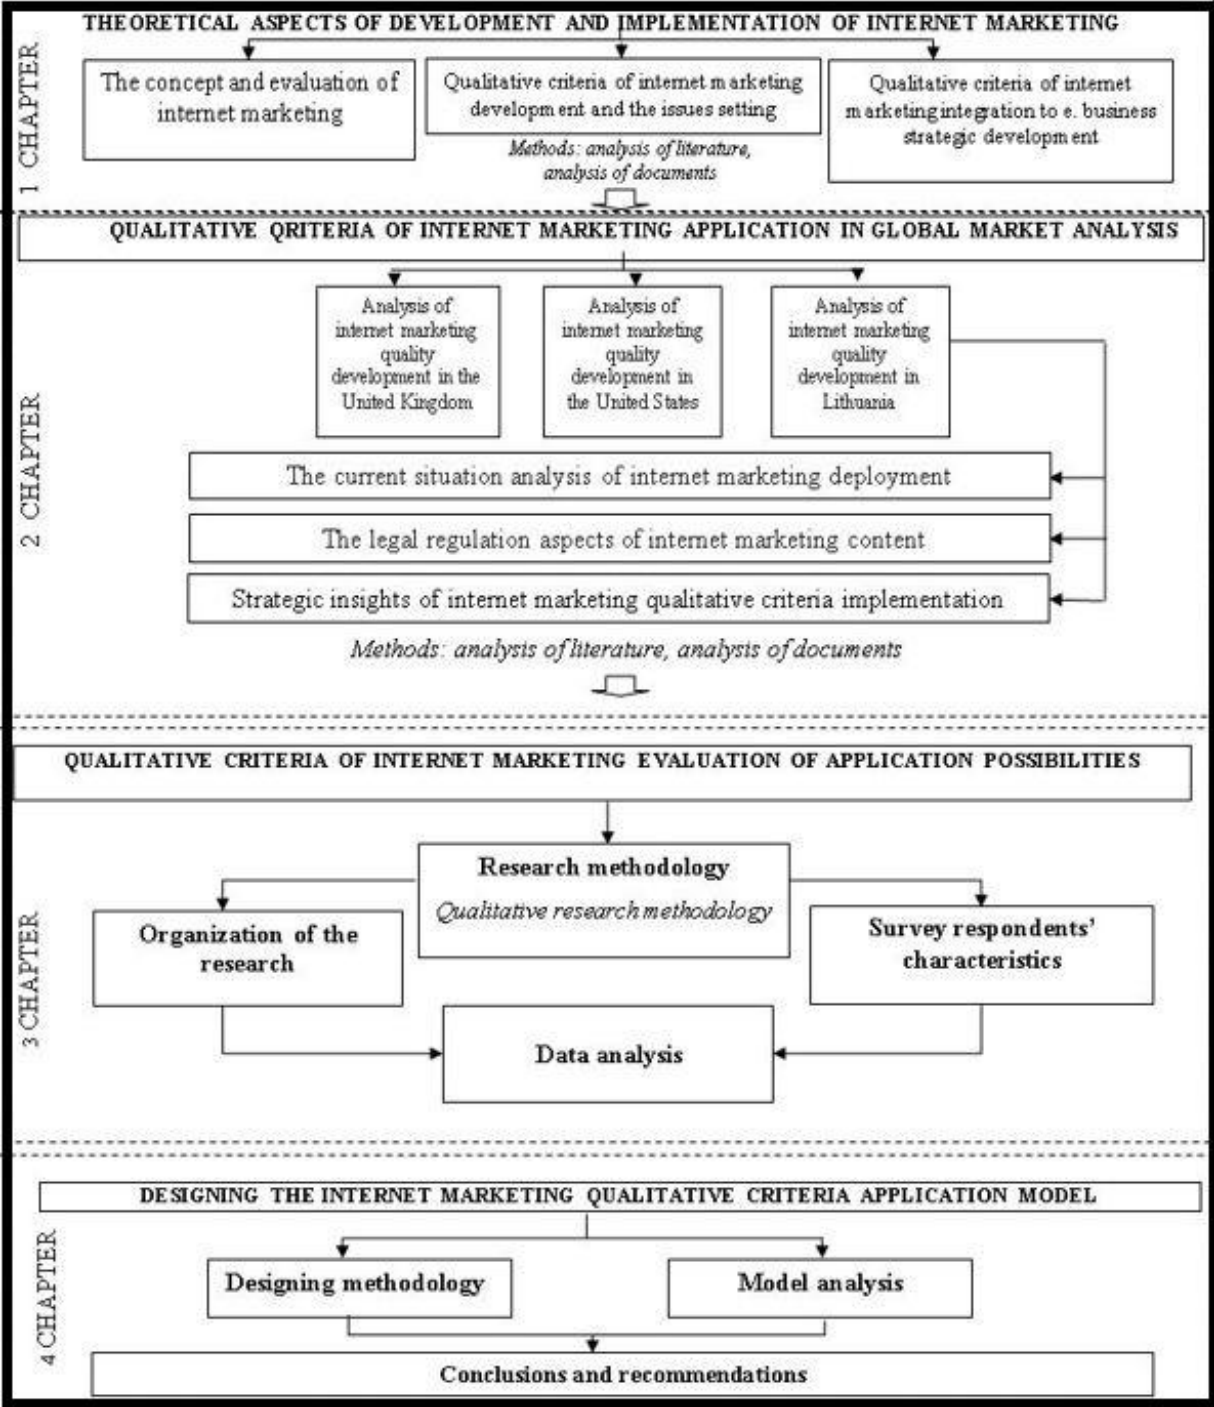 THEORETICAL ASPECTS OF DEVELOPMENT AND IMPLEMENTATION OF INTERNET MARKETING
1 CHAPTER
The concept and evaluation of
internet marketing
Qualitative criteria of internet marketing
development and the issues setting
Methods: analysis of literature,
analysis of documents
Qualitative criteria of internet
marketing integration to e. business
strategic development
QUALITATIVE QRITERIA OF INTERNET MARKETING APPLICATION IN GLOBAL MARKET ANALYSIS
2 CHAPTER
Analysis of
internet marketing
quality
development in the
United Kingdom
Analysis of
internet marketing
quality
development in
the United States
Analysis of
internet marketing
quality
development in
Lithuania
The current situation analysis of internet marketing deployment
The legal regulation aspects of internet marketing content
Strategic insights of internet marketing qualitative criteria implementation
Methods: analysis of literature, analysis of documents
QUALITATIVE CRITERIA OF INTERNET MARKETING EVALUATION OF APPLICATION POSSIBILITIES
3 CHAPTER
Research methodology
Qualitative research methodology
Organization of the
research
Survey respondents’
characteristics
Data analysis
DESIGNING THE INTERNET MARKETING QUALITATIVE CRITERIA APPLICATION MODEL
4 CHAPTER
Designing methodology
Model analysis
Conclusions and recommendations